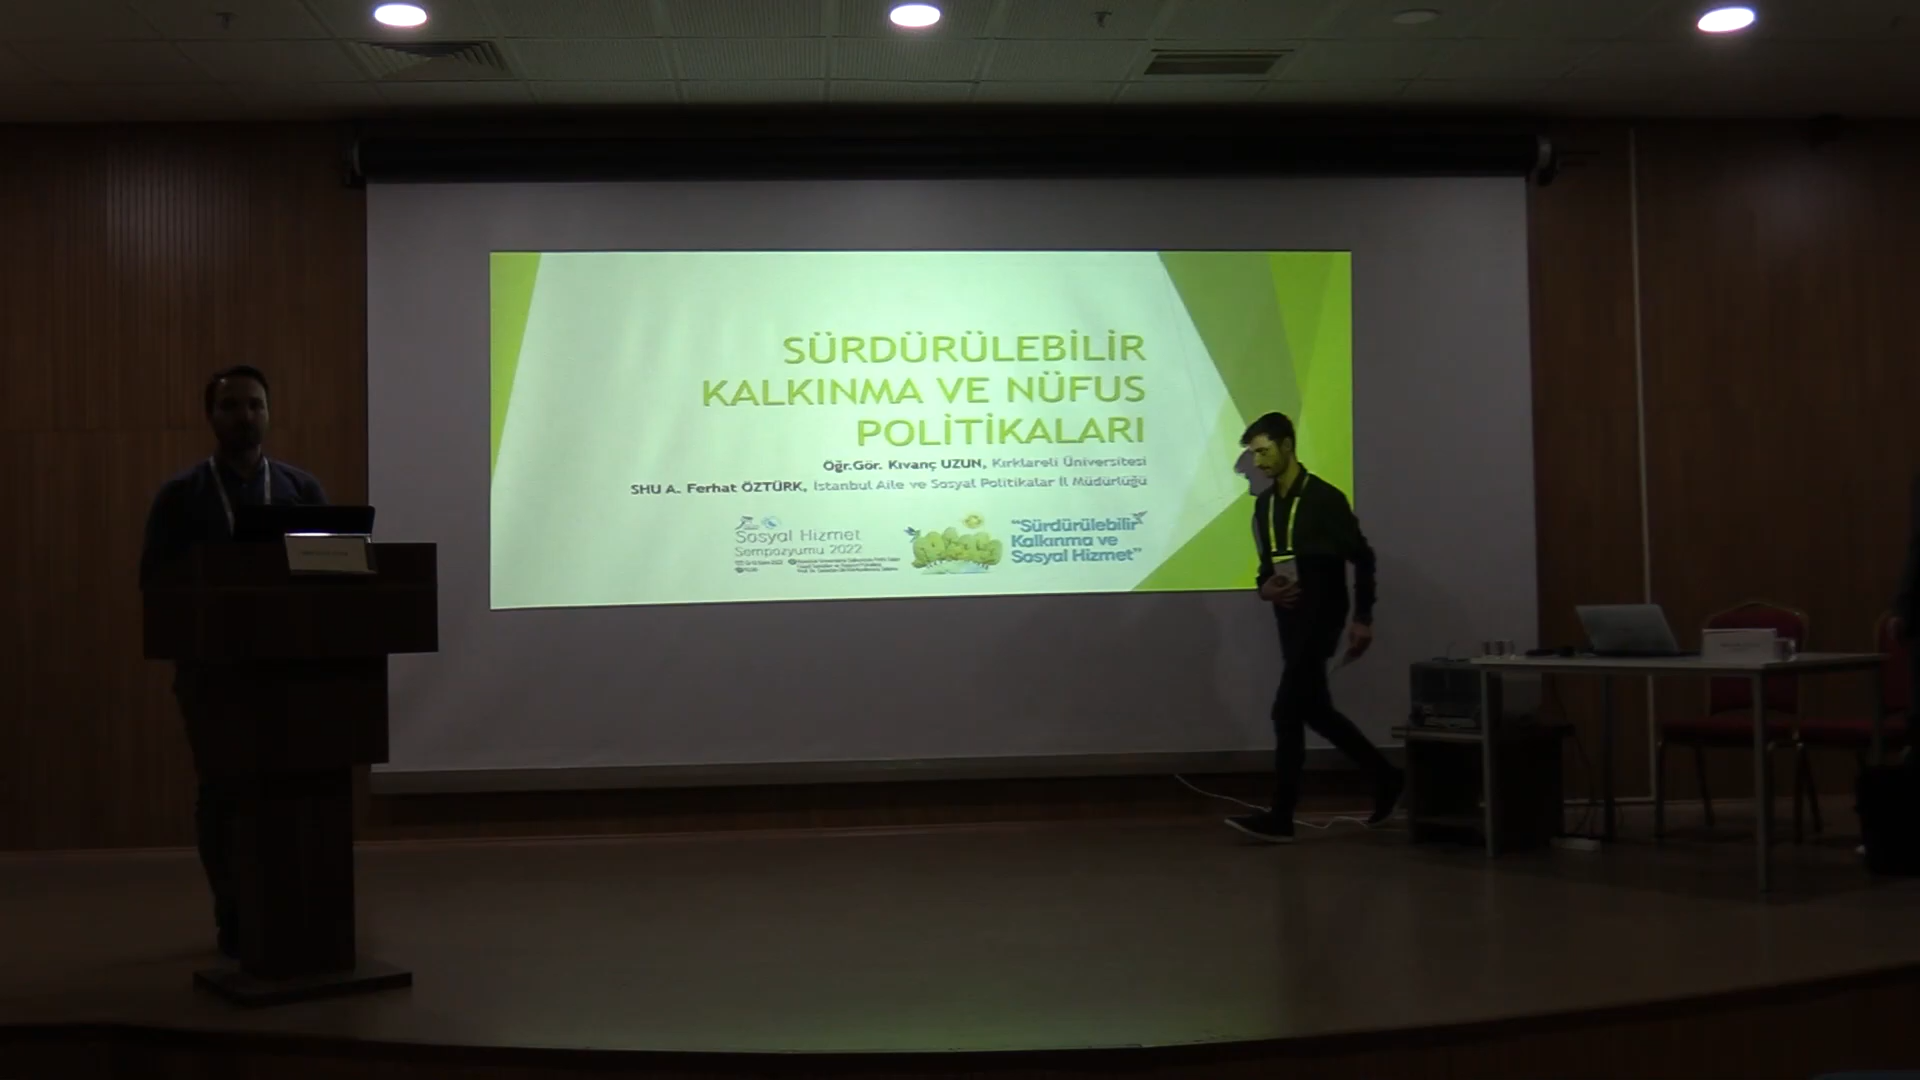 SÜRDÜRÜLEBİLİR
KALKINMA VE NÜFUS
POLİTİKALARI
Öğr.Gör. Kıvanç UZUN, Kırklareli Üniversitesi
SHU A. Ferhat ÖZTÜRK, İstanbul Aile ve Sosyal Politikalar İl Müdürlüğü
Sosyal Hizmet
Sempozyumu 2022
"Sürdürülebilir
Kalkınma ve
Sosyal Hizmet"